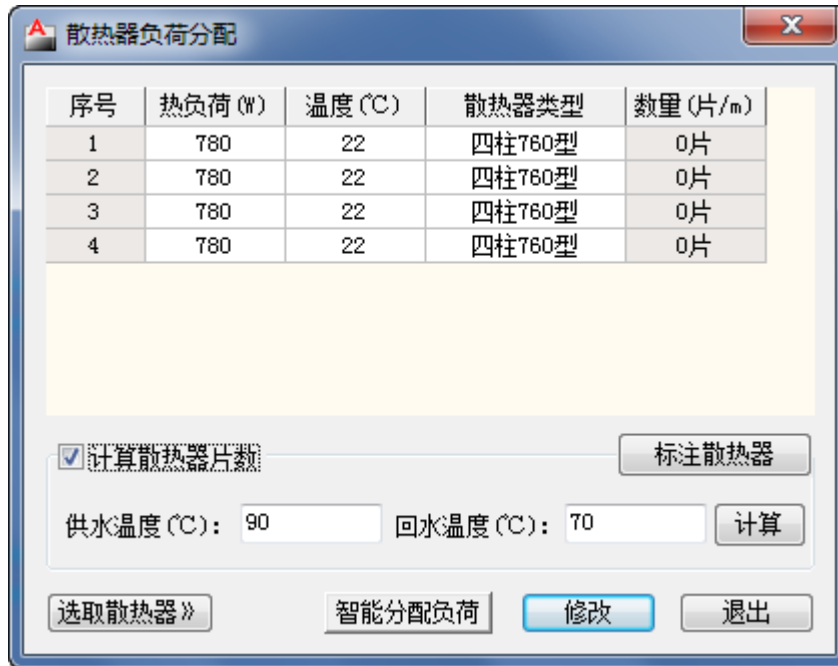 散热器负荷分配
序号 热负荷(W) 温度(℃) 散热器类型 数量(片/m)
1 780 22 四柱760型 0片
2 780 22 四柱760型 0片
3 780 22 四柱760型 0片
4 780 22 四柱760型 0片
计算散热器片数 标注散热器
供水温度(℃): 90 回水温度(℃): 70 计算
选取散热器》 智能分配负荷 修改 退出